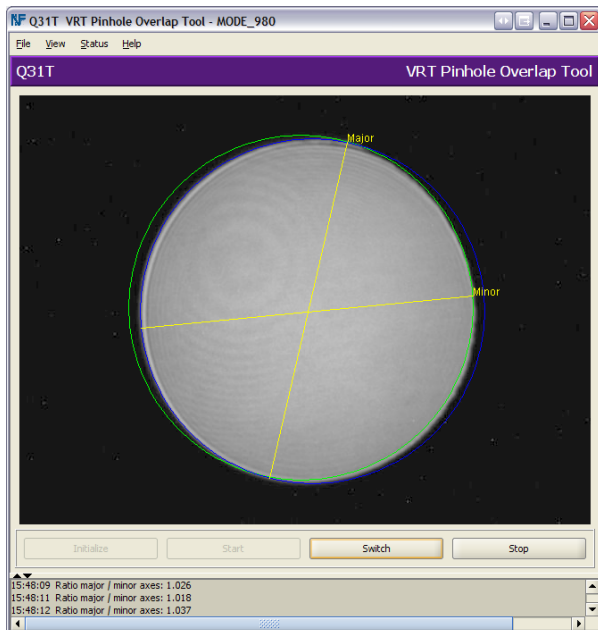 NF Q31T VRT Pinhole Overlap Tool - MODE_980
File View Status Help
Q31T VRT Pinhole Overlap Tool
Major
Minor
Initialize Start Switch Stop
15:48:09 Ratio major / minor axes: 1.026
15:48:11 Ratio major / minor axes: 1.018
15:48:12 Ratio major / minor axes: 1.037